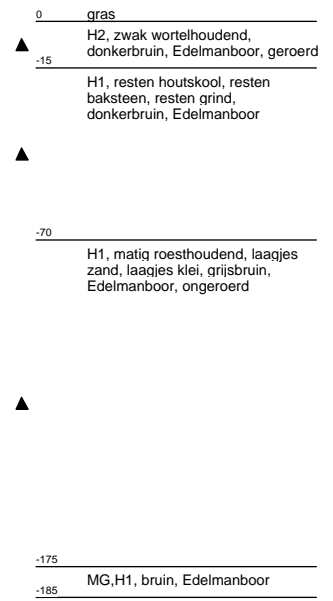 0 gras
H2, zwak wortelhoudend,
donkerbruin, Edelmanboor, geroerd
-15
H1, resten houtskool, resten
baksteen, resten grind,
donkerbruin, Edelmanboor
-70
H1, matig roesthoudend, laagjes
zand, laagjes klei, grijsbruin,
Edelmanboor, ongeroerd
-175
MG,H1, bruin, Edelmanboor
-185